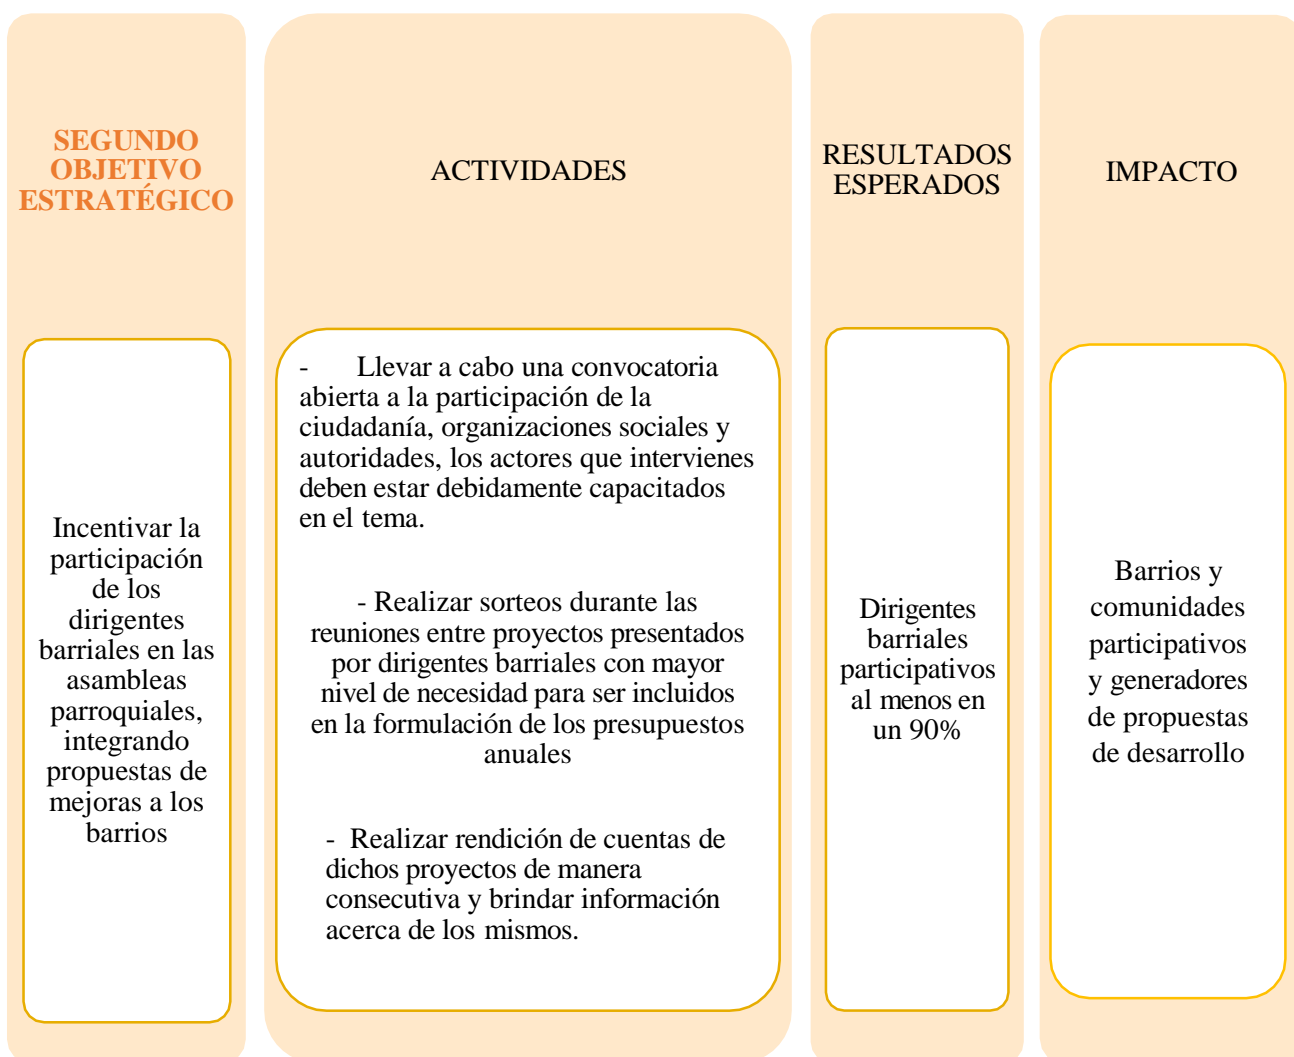 SEGUNDO
OBJETIVO
ESTRATÉGICO
ACTIVIDADES
RESULTADOS
ESPERADOS
IMPACTO
Incentivar la
participación
de los
dirigentes
barriales en las
asambleas
parroquiales,
integrando
propuestas de
mejoras a los
barrios
- Llevar a cabo una convocatoria
abierta a la participación de la
ciudadanía, organizaciones sociales y
autoridades, los actores que intervienes
deben estar debidamente capacitados
en el tema.
- Realizar sorteos durante las
reuniones entre proyectos presentados
por dirigentes barriales con mayor
nivel de necesidad para ser incluidos
en la formulación de los presupuestos
anuales
- Realizar rendición de cuentas de
dichos proyectos de manera
consecutiva y brindar información
acerca de los mismos.
Dirigentes
barriales
participativos
al menos en
un 90%
Barrios y
comunidades
participativos
y generadores
de propuestas
de desarrollo